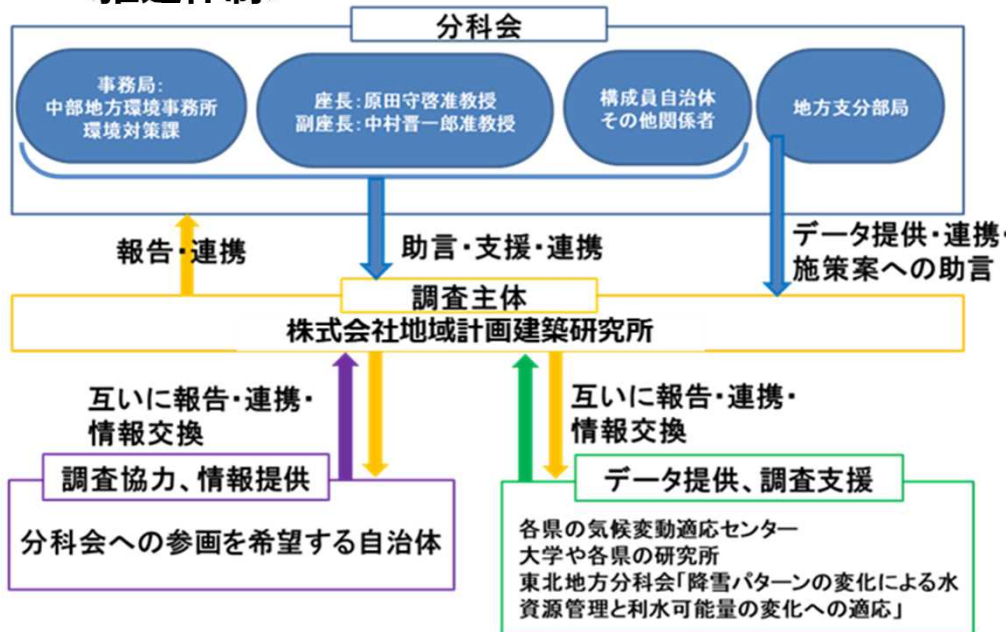 分科会
事務局：
中部地方環境事務所
環境対策課
座長：原田守啓准教授
副座長：中村晋一郎准教授
構成員自治体
その他関係者
地方支分部局
報告・連携
助言・支援・連携
データ提供・連携・
施策案への助言
調査主体
株式会社地域計画建築研究所
互いに報告・連携・
情報交換
互いに報告・連携・
情報交換
調査協力、情報提供
分科会への参画を希望する自治体
データ提供、調査支援
各県の気候変動適応センター
大学や各県の研究所
東北地方分科会「降雪パターンの変化による水
資源管理と利水可能量の変化への適応」